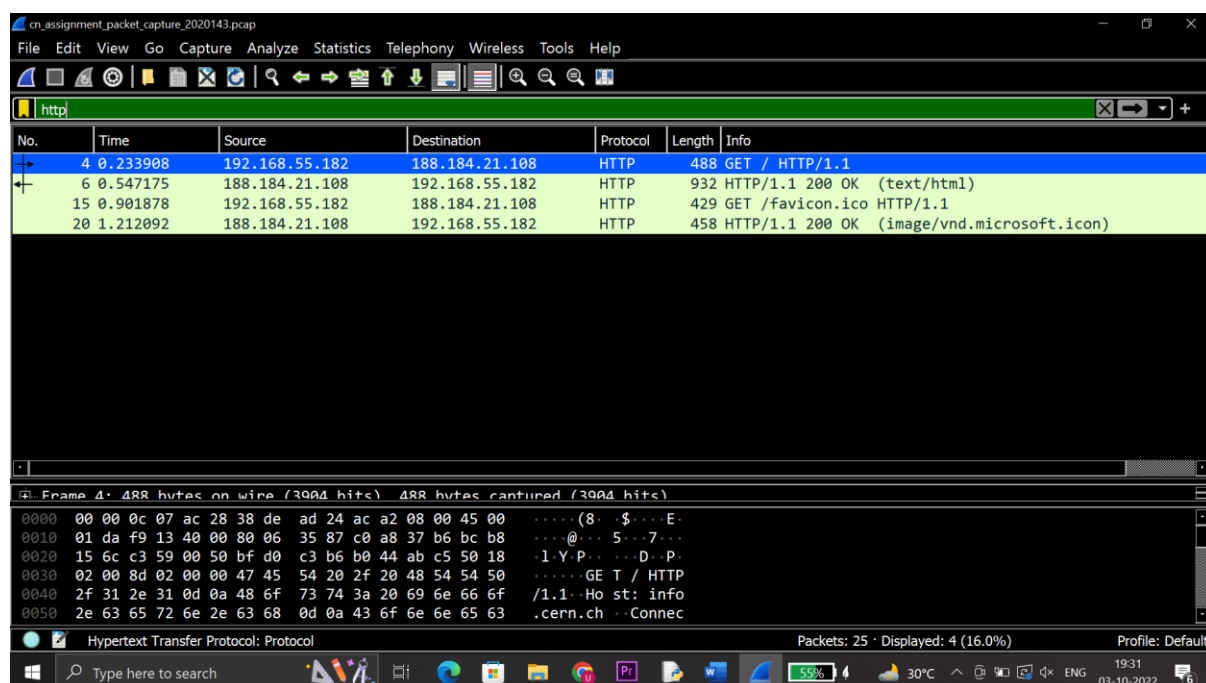 cn_assignment_packet_capture_2020143.pcap
File Edit View Go Capture Analyze Statistics Telephony Wireless Tools Help
http
No. Time Source Destination Protocol Length Info
4 0.233908 192.168.55.182 188.184.21.108 HTTP 488 GET / HTTP/1.1
6 0.547175 188.184.21.108 192.168.55.182 HTTP 932 HTTP/1.1 200 OK (text/html)
15 0.901878 192.168.55.182 188.184.21.108 HTTP 429 GET /favicon.ico HTTP/1.1
20 1.212092 188.184.21.108 192.168.55.182 HTTP 458 HTTP/1.1 200 OK (image/vnd.microsoft.icon)
Frame 4: 488 bytes on wire (3904 bits) 488 bytes captured (3904 bits)
0000 00 00 0c 07 ac 28 38 de ad 24 ac a2 08 00 45 00 ·····(8· ·$····E·
0010 01 da f9 13 40 00 80 06 35 87 c0 a8 37 b6 bc b8 ····@··· 5···7···
0020 15 6c c3 59 00 50 bf d0 c3 b6 b0 44 ab c5 50 18 ·l·Y·P·· ···D··P·
0030 02 00 8d 02 00 00 47 45 54 20 2f 20 48 54 54 50 ······GE T / HTTP
0040 2f 31 2e 31 0d 0a 48 6f 73 74 3a 20 69 6e 66 6f /1.1··Ho st: info
0050 2e 63 65 72 6e 2e 63 68 0d 0a 43 6f 6e 6e 65 63 .cern.ch ··Connec
Hypertext Transfer Protocol: Protocol Packets: 25 · Displayed: 4 (16.0%) Profile: Default
Type here to search Pr W 55% 30°C ENG 19:31
03-10-2022 6